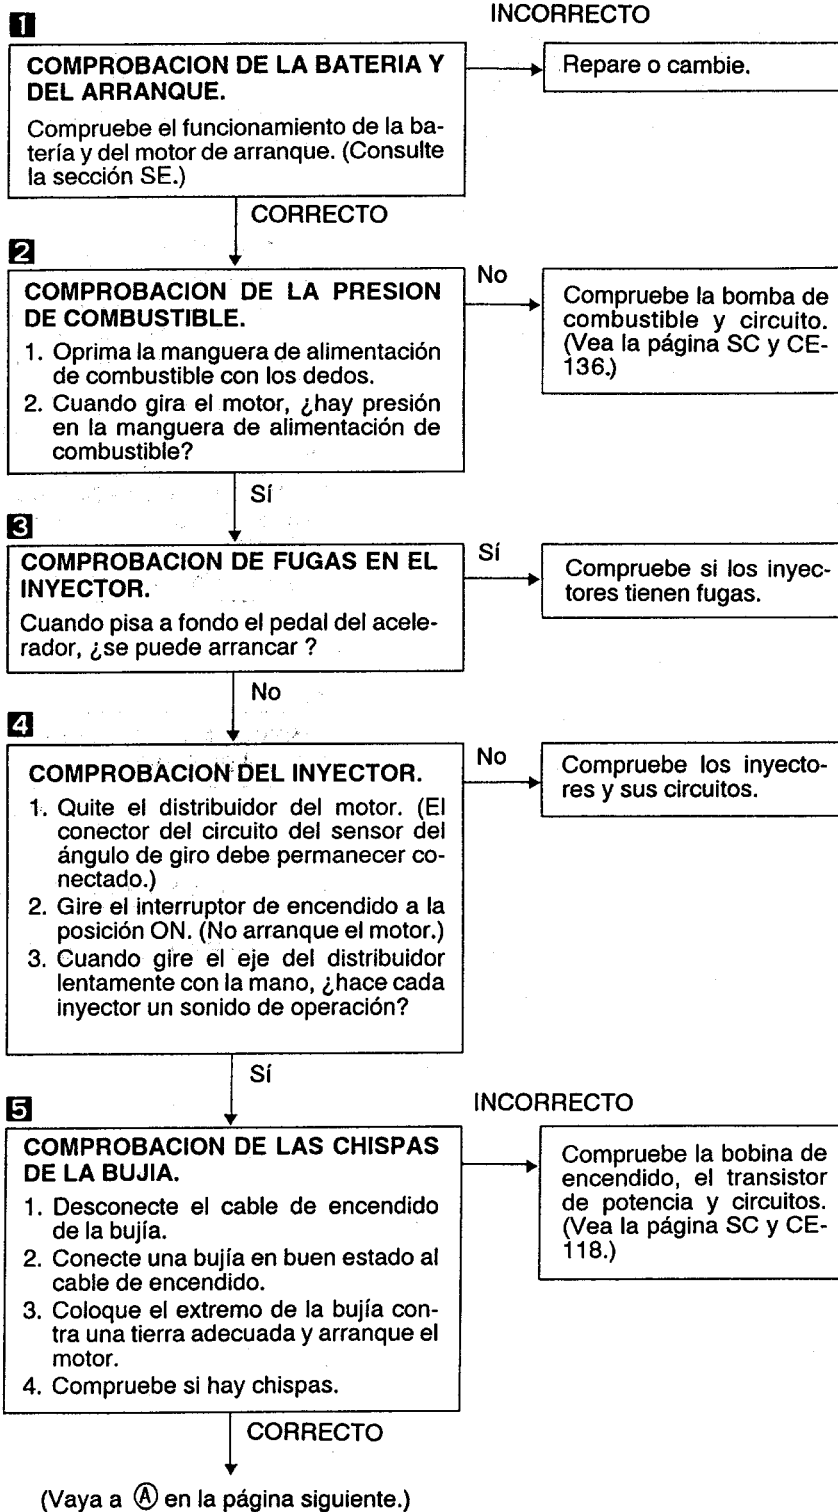 1
INCORRECTO
COMPROBACION DE LA BATERIA Y
DEL ARRANQUE.
Compruebe el funcionamiento de la ba-
tería y del motor de arranque. (Consulte
la sección SE.)
Repare o cambie.
CORRECTO
2
COMPROBACION DE LA PRESION
DE COMBUSTIBLE.
1. Oprima la manguera de alimentación
de combustible con los dedos.
2. Cuando gira el motor, ¿hay presión
en la manguera de alimentación de
combustible?
No
Compruebe la bomba de
combustible y circuito.
(Vea la página SC y CE-
136.)
Sí
3
COMPROBACION DE FUGAS EN EL
INYECTOR.
Cuando pisa a fondo el pedal del acele-
rador, ¿se puede arrancar ?
Sí
Compruebe si los inyec-
tores tienen fugas.
No
4
COMPROBACION DEL INYECTOR.
1. Quite el distribuidor del motor. (El
conector del circuito del sensor del
ángulo de giro debe permanecer co-
nectado.)
2. Gire el interruptor de encendido a la
posición ON. (No arranque el motor.)
3. Cuando gire el eje del distribuidor
lentamente con la mano, ¿hace cada
inyector un sonido de operación?
No
Compruebe los inyecto-
res y sus circuitos.
Sí
5
INCORRECTO
COMPROBACION DE LAS CHISPAS
DE LA BUJIA.
1. Desconecte el cable de encendido
de la bujía.
2. Conecte una bujía en buen estado al
cable de encendido.
3. Coloque el extremo de la bujía con-
tra una tierra adecuada y arranque el
motor.
4. Compruebe si hay chispas.
Compruebe la bobina de
encendido, el transistor
de potencia y circuitos.
(Vea la página SC y CE-
118.)
CORRECTO
(Vaya a Ⓐ en la página siguiente.)